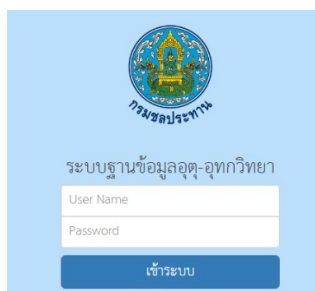 กรมชลประทาน
ระบบฐานข้อมูลอุตุ-อุทกวิทยา
User Name
Password
เข้าระบบ